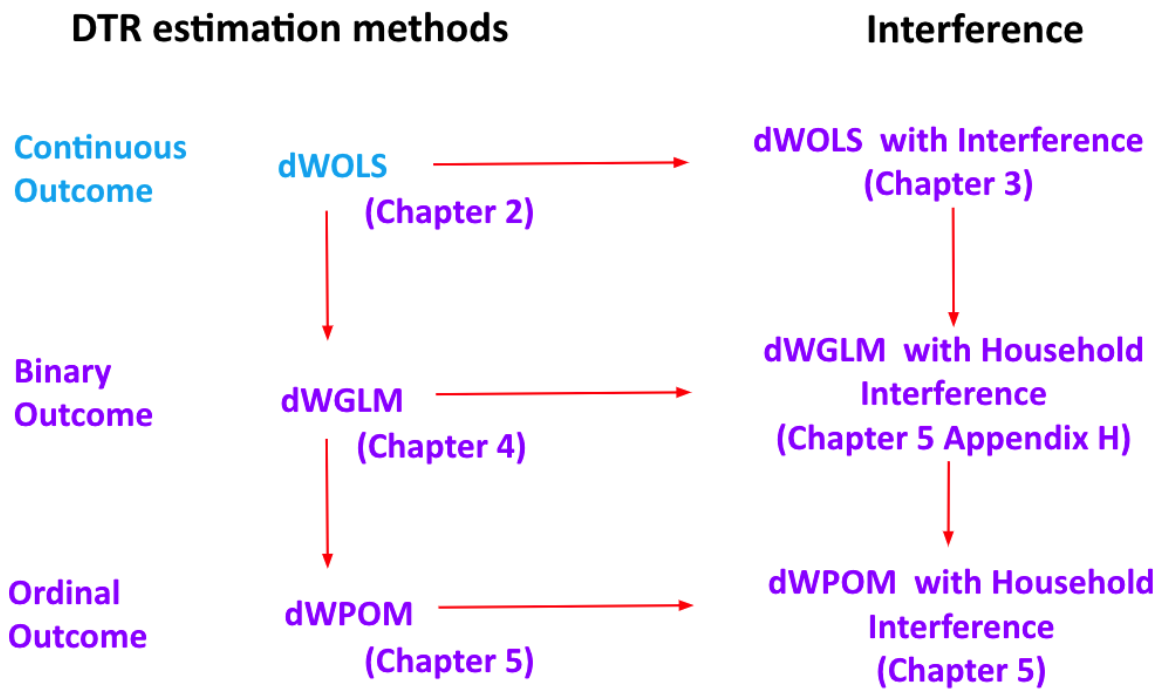 DTR estimation methods
Interference
Continuous
Outcome
dWOLS
(Chapter 2)
dWOLS with Interference
(Chapter 3)
Binary
Outcome
dWGLM
(Chapter 4)
dWGLM with Household
Interference
(Chapter 5 Appendix H)
Ordinal
Outcome
dWPOM
(Chapter 5)
dWPOM with Household
Interference
(Chapter 5)